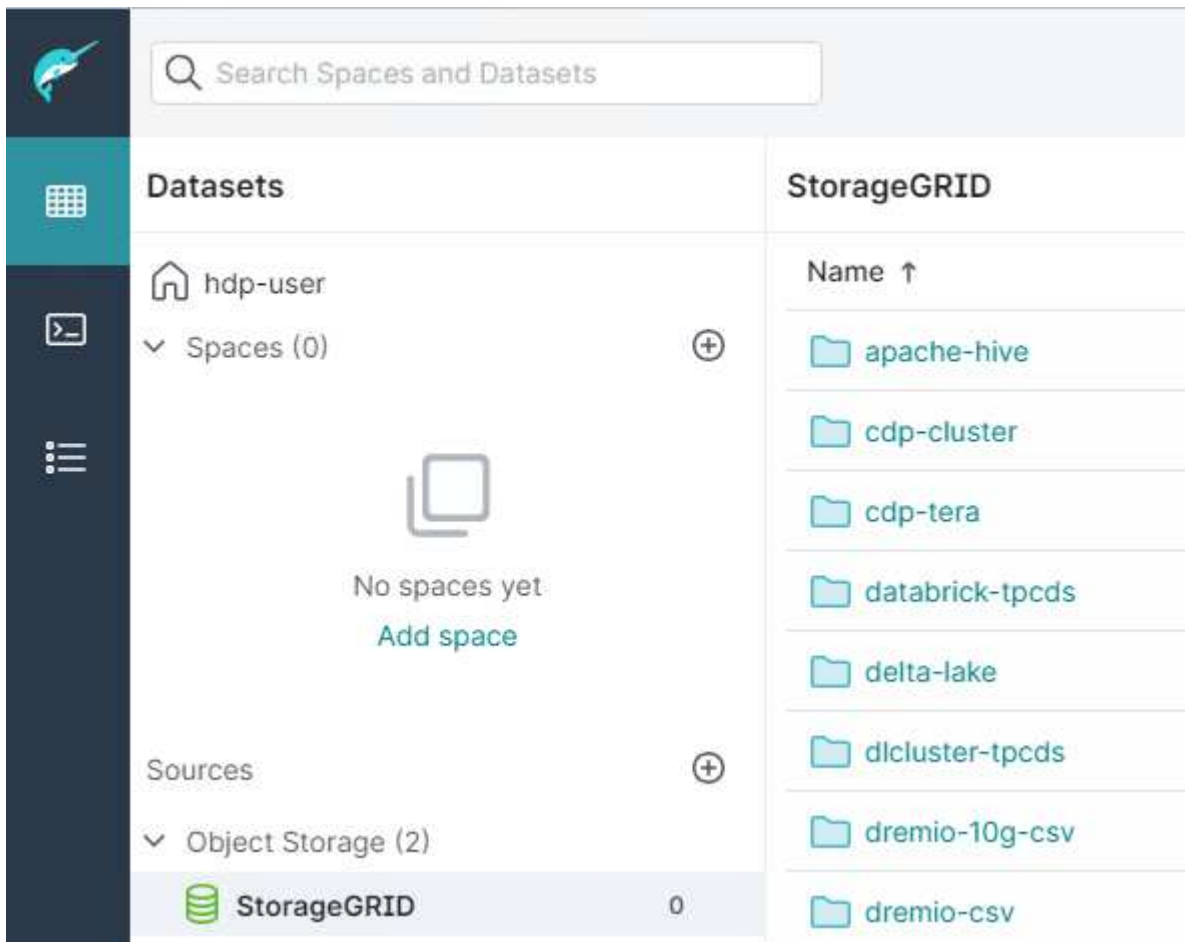 Search Spaces and Datasets
Datasets
hdp-user
Spaces (0)
No spaces yet
Add space
Sources
Object Storage (2)
StorageGRID 0
StorageGRID
Name ↑
apache-hive
cdp-cluster
cdp-tera
databrick-tpcds
delta-lake
dlcluster-tpcds
dremio-10g-csv
dremio-csv